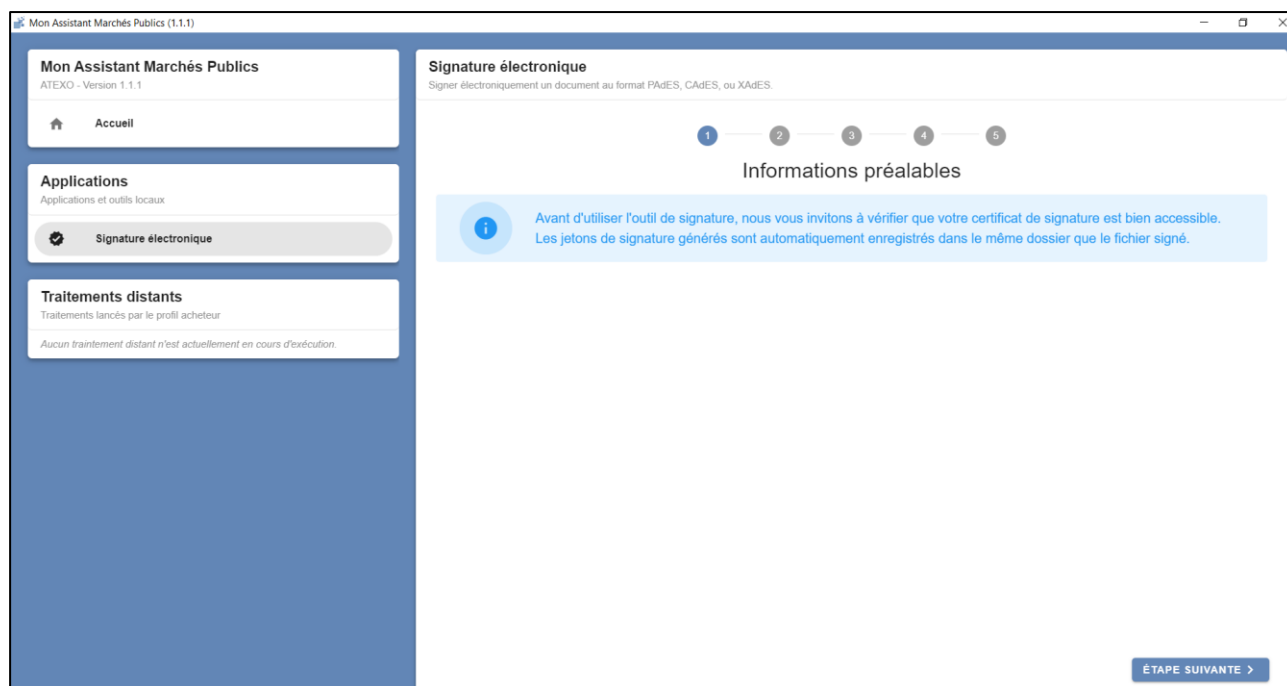 Mon Assistant Marchés Publics (1.1.1)
Mon Assistant Marchés Publics
ATEXO - Version 1.1.1
Accueil
Applications
Applications et outils locaux
Signature électronique
Traitements distants
Traitements lancés par le profil acheteur
Aucun traintement distant n'est actuellement en cours d'exécution.
Signature électronique
Signer électroniquement un document au format PAdES, CAdES, ou XAdES.
1 2 3 4 5
Informations préalables
Avant d'utiliser l'outil de signature, nous vous invitons à vérifier que votre certificat de signature est bien accessible.
Les jetons de signature générés sont automatiquement enregistrés dans le même dossier que le fichier signé.
ÉTAPE SUIVANTE